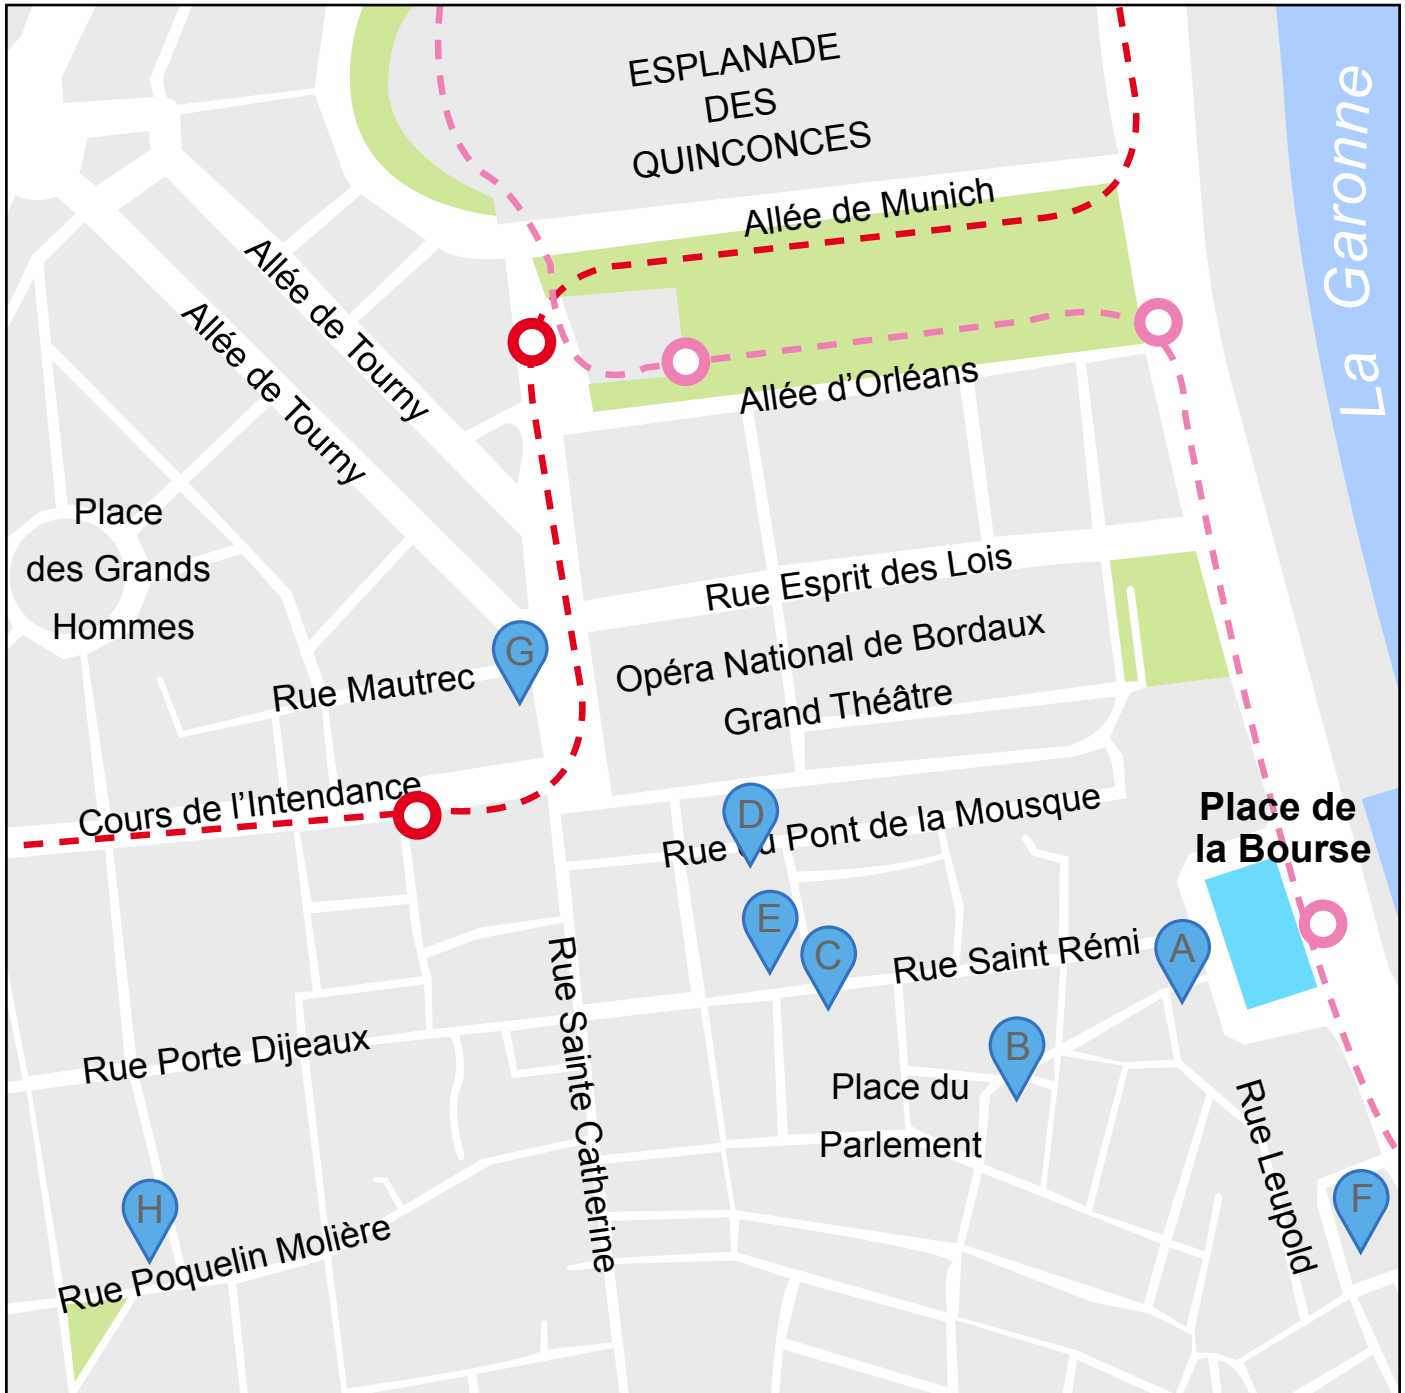 ESPLANADE
DES
QUINCONCES
La Garonne
Allée de Munich
Allée de Tourny
Allée de Tourny
Allée d'Orléans
Place
des Grands
Hommes
Rue Esprit des Lois
Opéra National de Bordaux
Grand Théâtre
G
Rue Mautrec
Cours de l'Intendance
D
Rue du Pont de la Mousque
Place de
la Bourse
E
C
Rue Saint Rémi
A
Rue Sainte Catherine
Rue Porte Dijeaux
B
Place du
Parlement
Rue Leupold
F
H
Rue Poquelin Molière